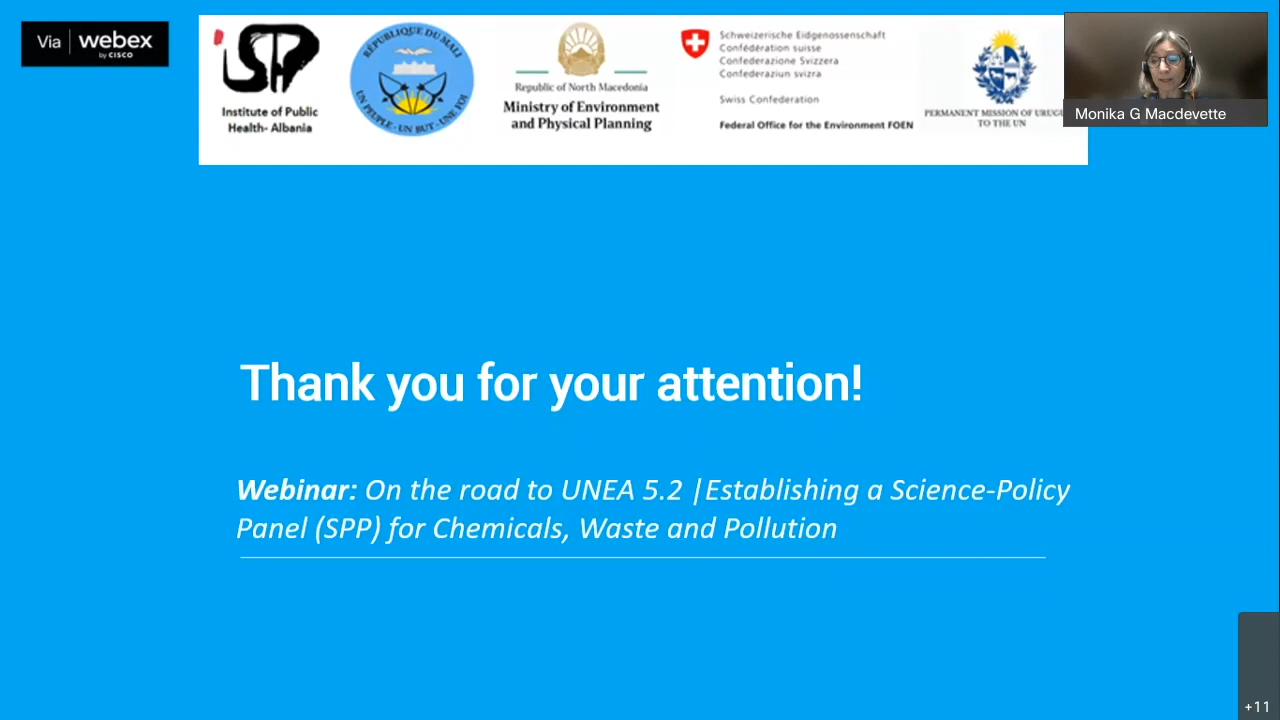 Via webex
by CISCO
Institute of Public
Health- Albania
RÉPUBLIQUE DU MALI
UN PEUPLE - UN BUT - UNE FOI
Republic of North Macedonia
Ministry of Environment
and Physical Planning
Schweizerische Eidgenossenschaft
Confédération suisse
Confederazione Svizzera
Confederaziun svizra
Swiss Confederation
Federal Office for the Environment FOEN
PERMANENT MISSION OF URUGU
TO THE UN
Monika G Macdevette
Thank you for your attention!
Webinar: On the road to UNEA 5.2 |Establishing a Science-Policy
Panel (SPP) for Chemicals, Waste and Pollution
+11